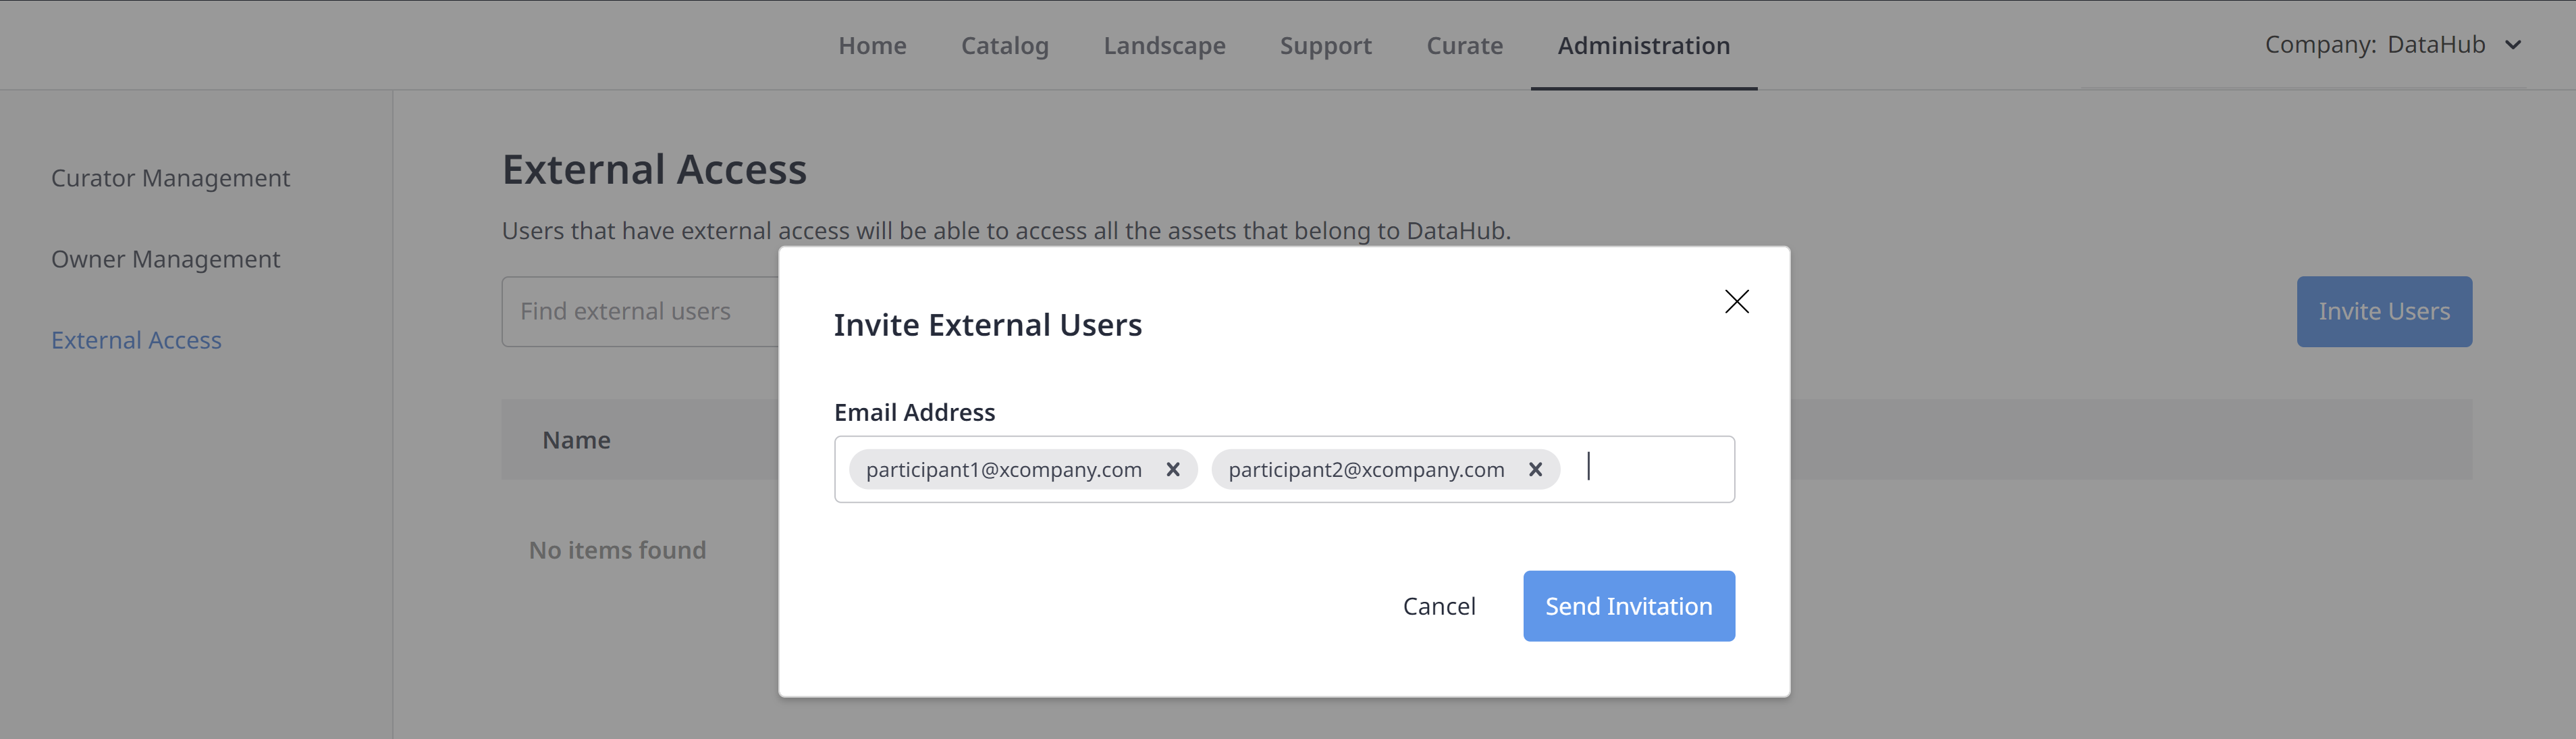 Home Catalog Landscape Support Curate Administration Company: DataHub
Curator Management
Owner Management
External Access
External Access
Users that have external access will be able to access all the assets that belong to DataHub.
Find external users
Invite Users
Name
No items found
Invite External Users
Email Address
participant1@xcompany.com participant2@xcompany.com
Cancel Send Invitation